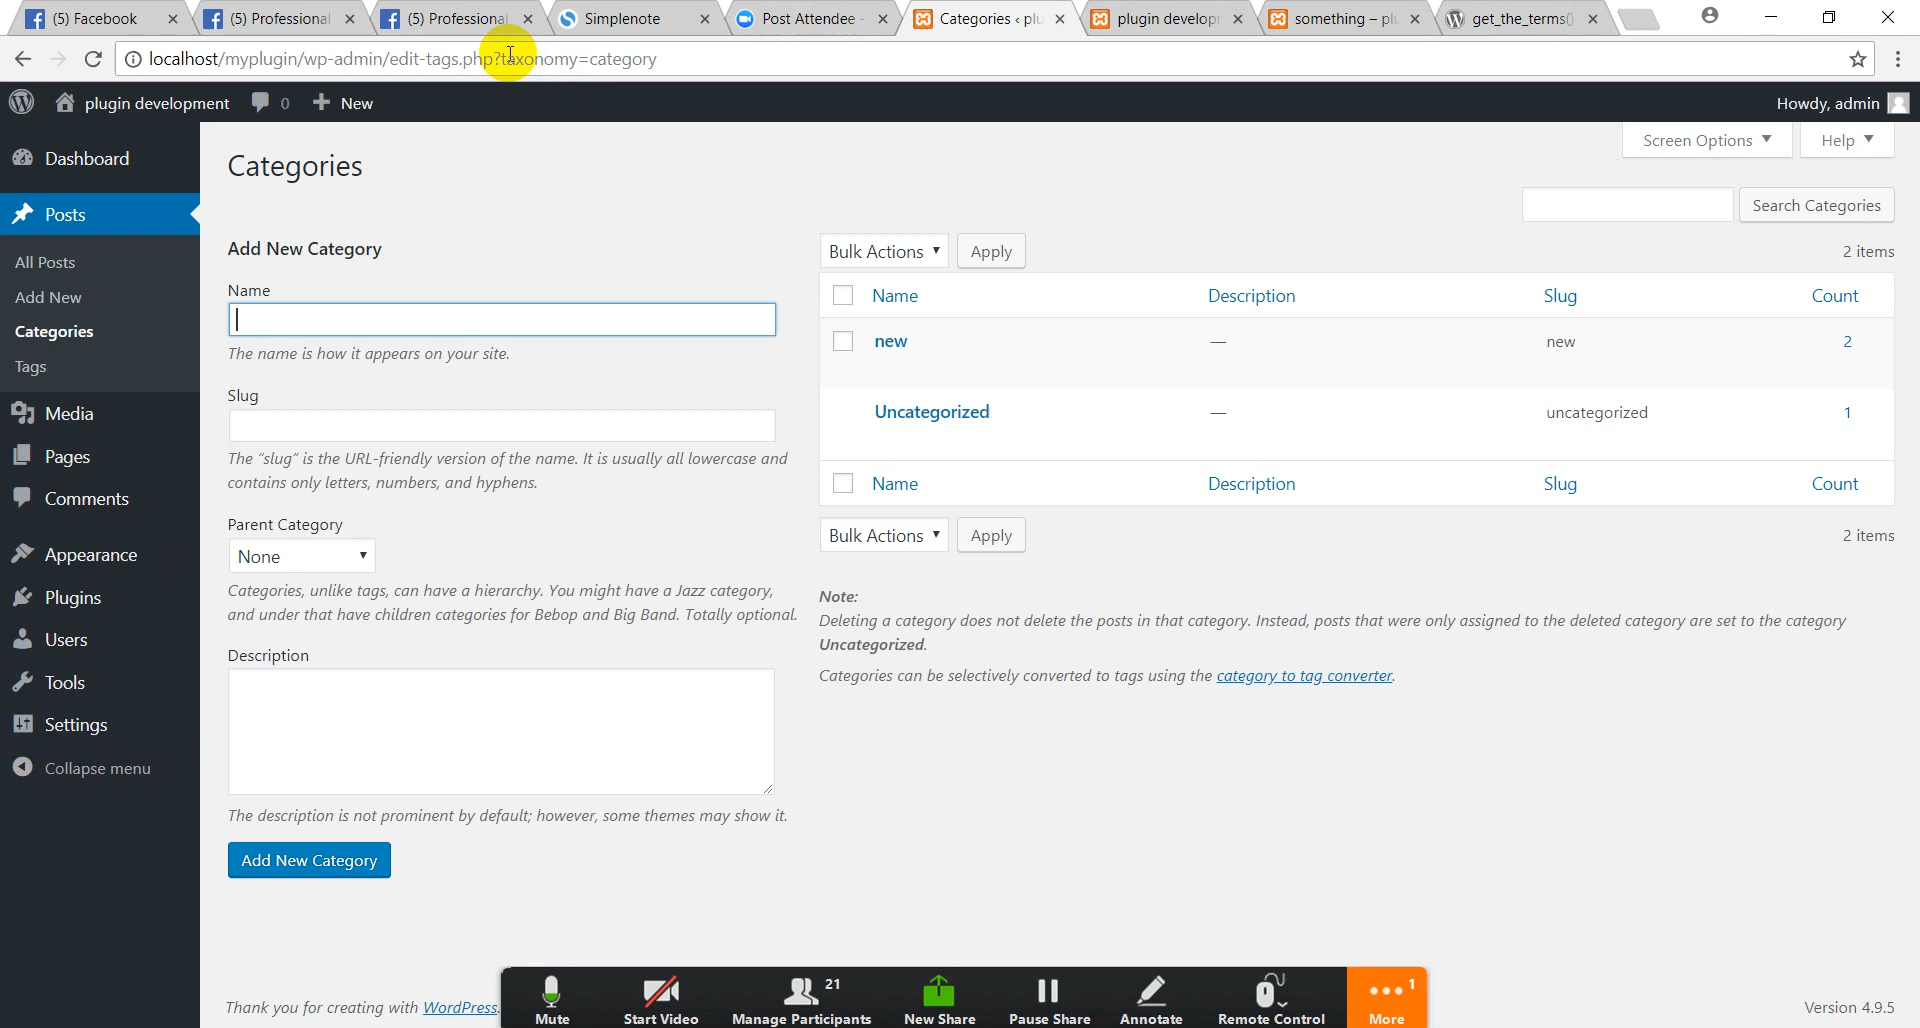 (5) Facebook
(5) Professional
(5) Professional
Simplenote
Post Attendee -
Categories ‹ plu
plugin developr
something – plu
get_the_terms()
localhost/myplugin/wp-admin/edit-tags.php?taxonomy=category
plugin development
0
New
Howdy, admin
Screen Options
Help
Dashboard
Posts
All Posts
Add New
Categories
Tags
Media
Pages
Comments
Appearance
Plugins
Users
Tools
Settings
Collapse menu
Categories
Search Categories
Add New Category
Name
The name is how it appears on your site.
Slug
The “slug” is the URL-friendly version of the name. It is usually all lowercase and
contains only letters, numbers, and hyphens.
Parent Category
None
Categories, unlike tags, can have a hierarchy. You might have a Jazz category,
and under that have children categories for Bebop and Big Band. Totally optional.
Description
The description is not prominent by default; however, some themes may show it.
Add New Category
Bulk Actions
Apply
2 items
Name Description Slug Count
new — new 2
Uncategorized — uncategorized 1
Name Description Slug Count
Bulk Actions
Apply
2 items
Note:
Deleting a category does not delete the posts in that category. Instead, posts that were only assigned to the deleted category are set to the category
Uncategorized.
Categories can be selectively converted to tags using the category to tag converter.
Thank you for creating with WordPress.
Version 4.9.5
Mute
Start Video
21
Manage Participants
New Share
Pause Share
Annotate
Remote Control
1
More